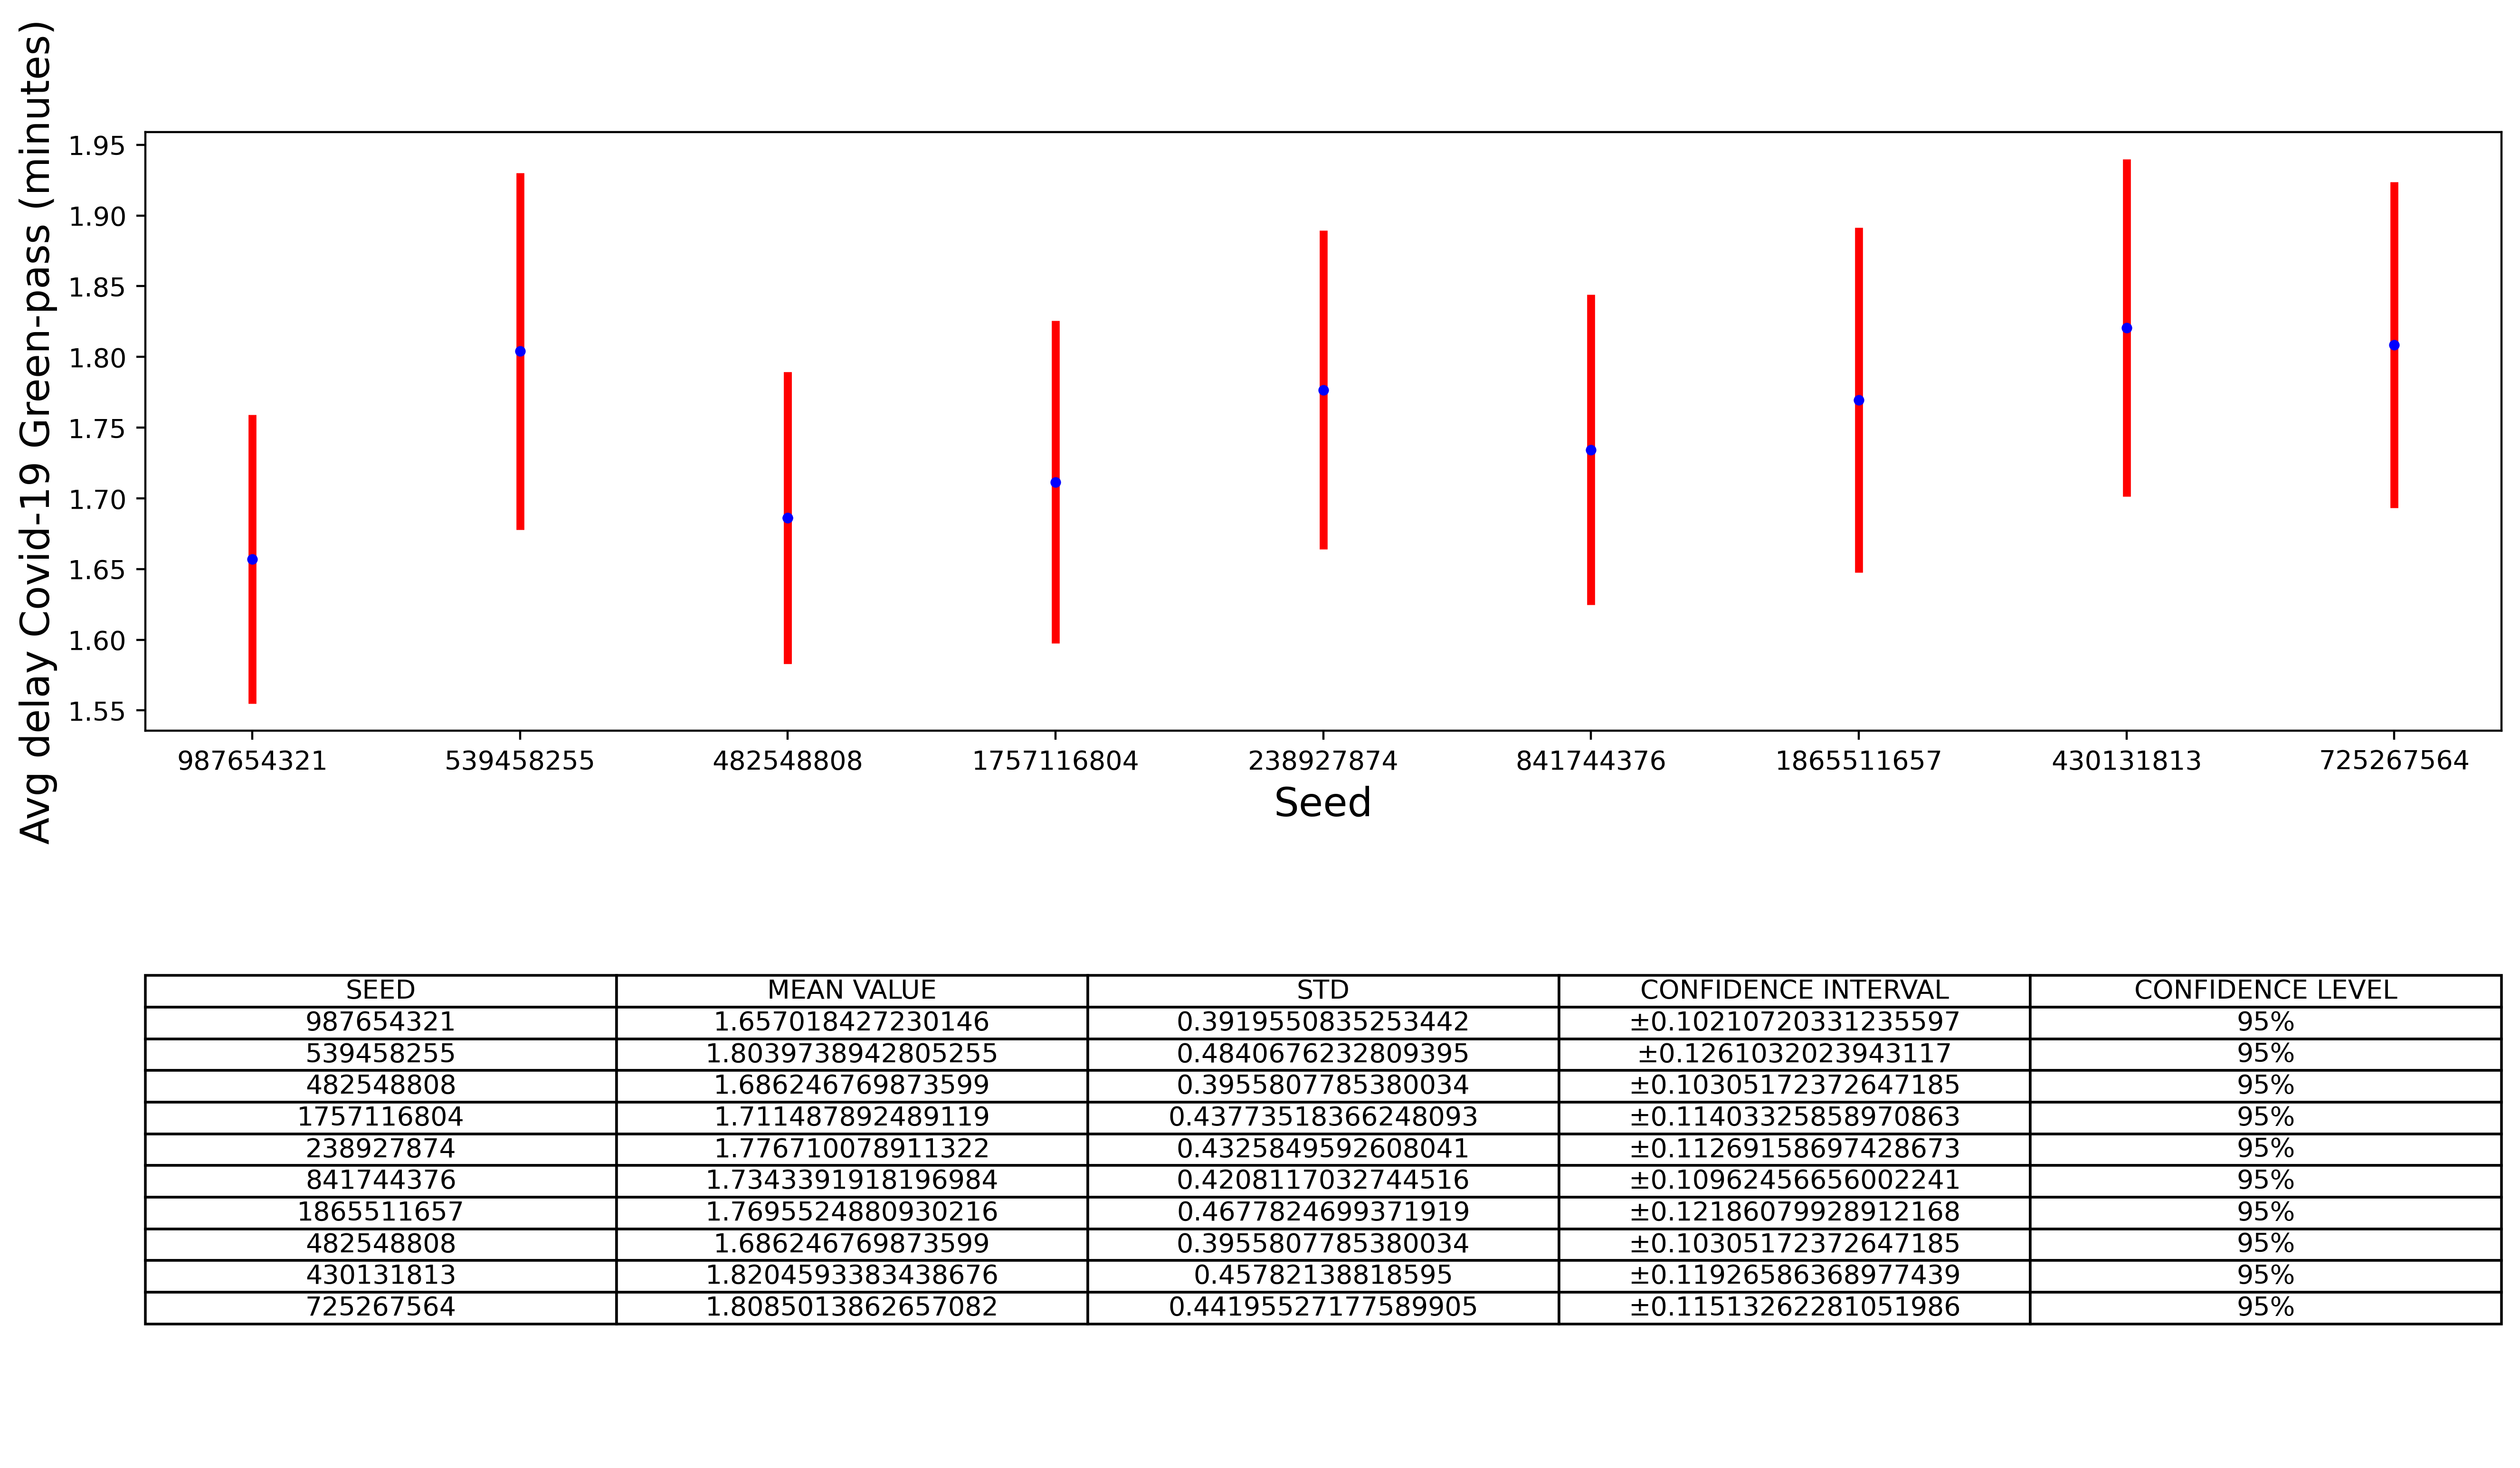 Avg delay Covid-19 Green-pass (minutes)
1.95
1.90
1.85
1.80
1.75
1.70
1.65
1.60
1.55
987654321 539458255 482548808 1757116804 238927874 841744376 1865511657 430131813 725267564
Seed
SEED MEAN VALUE STD CONFIDENCE INTERVAL CONFIDENCE LEVEL
987654321 1.657018427230146 0.3919550835253442 ±0.10210720331235597 95%
539458255 1.8039738942805255 0.4840676232809395 ±0.1261032023943117 95%
482548808 1.686246769873599 0.3955807785380034 ±0.10305172372647185 95%
1757116804 1.711487892489119 0.43773518366248093 ±0.11403325858970863 95%
238927874 1.776710078911322 0.4325849592608041 ±0.11269158697428673 95%
841744376 1.7343391918196984 0.4208117032744516 ±0.10962456656002241 95%
1865511657 1.7695524880930216 0.4677824699371919 ±0.12186079928912168 95%
482548808 1.686246769873599 0.3955807785380034 ±0.10305172372647185 95%
430131813 1.8204593383438676 0.45782138818595 ±0.11926586368977439 95%
725267564 1.8085013862657082 0.44195527177589905 ±0.11513262281051986 95%